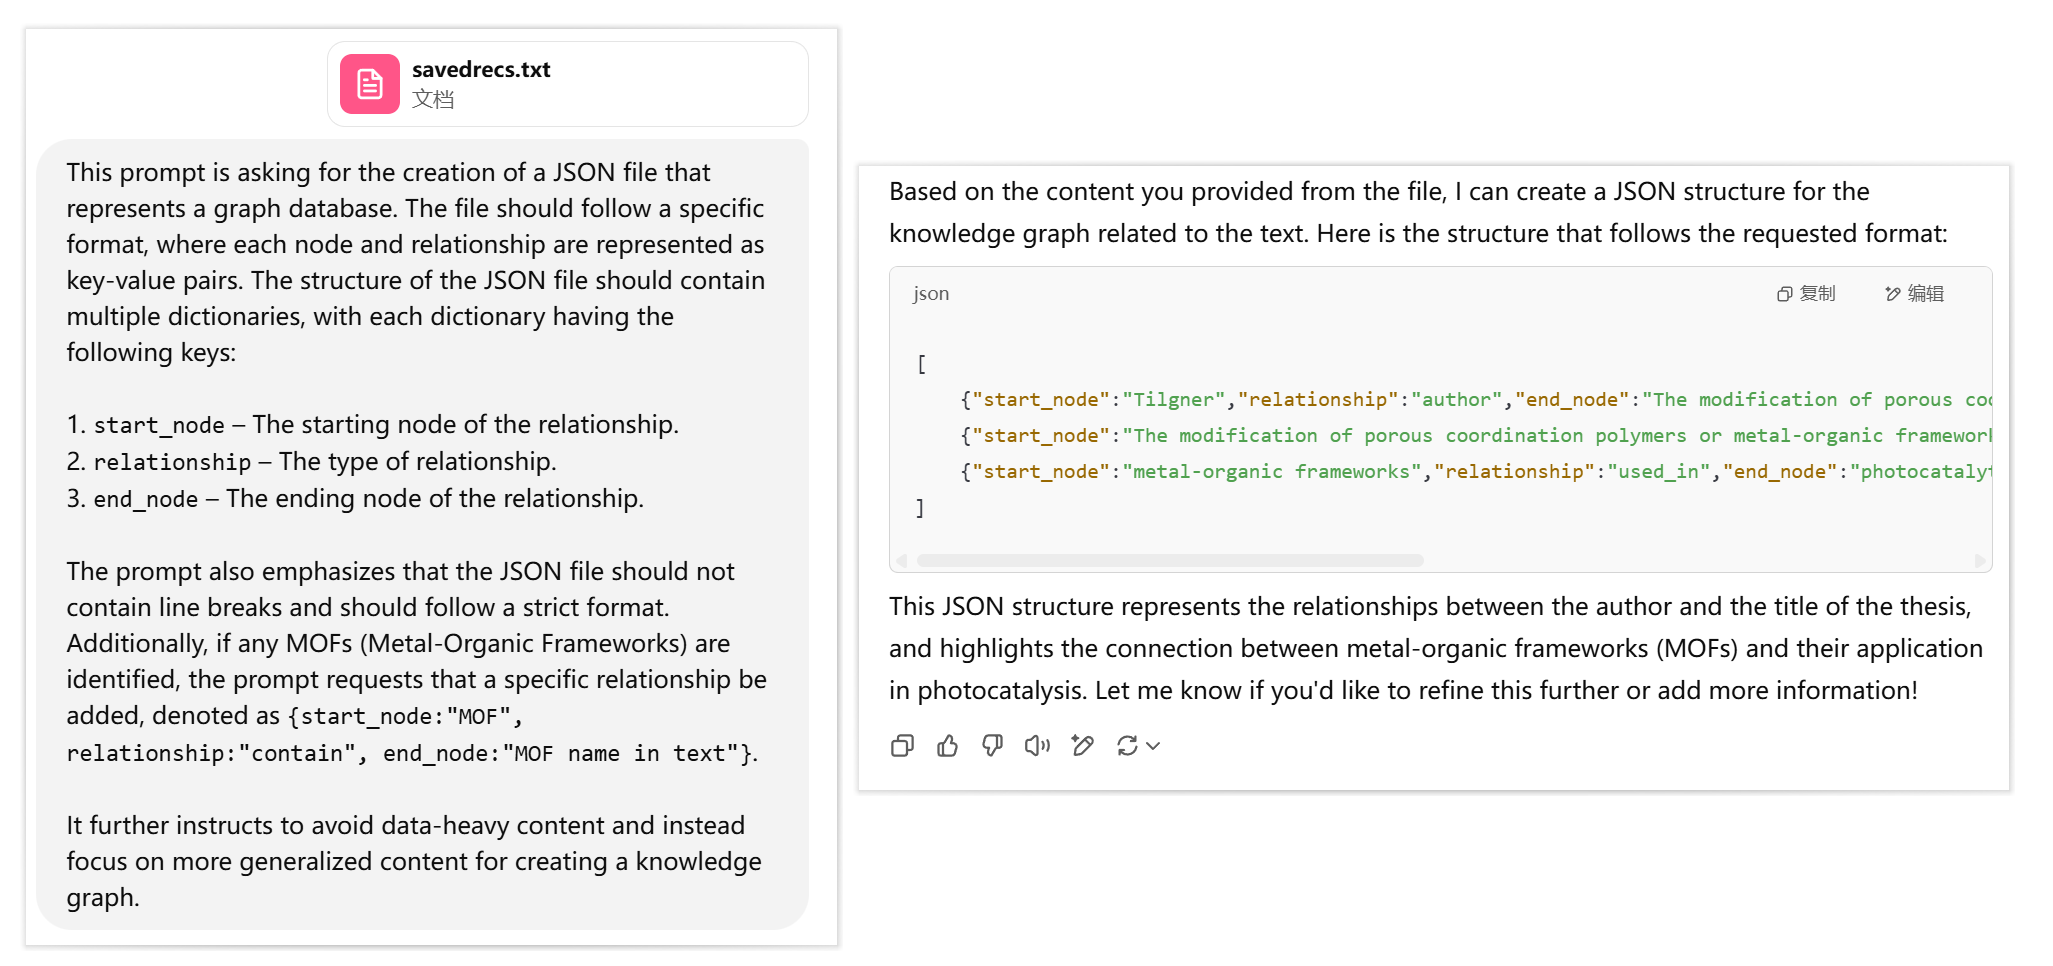 savedrecs.txt
文档
This prompt is asking for the creation of a JSON file that
represents a graph database. The file should follow a specific
format, where each node and relationship are represented as
key-value pairs. The structure of the JSON file should contain
multiple dictionaries, with each dictionary having the
following keys:
1. start_node – The starting node of the relationship.
2. relationship – The type of relationship.
3. end_node – The ending node of the relationship.
The prompt also emphasizes that the JSON file should not
contain line breaks and should follow a strict format.
Additionally, if any MOFs (Metal-Organic Frameworks) are
identified, the prompt requests that a specific relationship be
added, denoted as {start_node:"MOF",
relationship:"contain", end_node:"MOF name in text"}.
It further instructs to avoid data-heavy content and instead
focus on more generalized content for creating a knowledge
graph.
Based on the content you provided from the file, I can create a JSON structure for the
knowledge graph related to the text. Here is the structure that follows the requested format:
json 复制 编辑
[
{"start_node":"Tilgner","relationship":"author","end_node":"The modification of porous
{"start_node":"The modification of porous coordination polymers or metal-organic
{"start_node":"metal-organic frameworks","relationship":"used_in","end_node":"
]
This JSON structure represents the relationships between the author and the title of the thesis,
and highlights the connection between metal-organic frameworks (MOFs) and their application
in photocatalysis. Let me know if you'd like to refine this further or add more information!